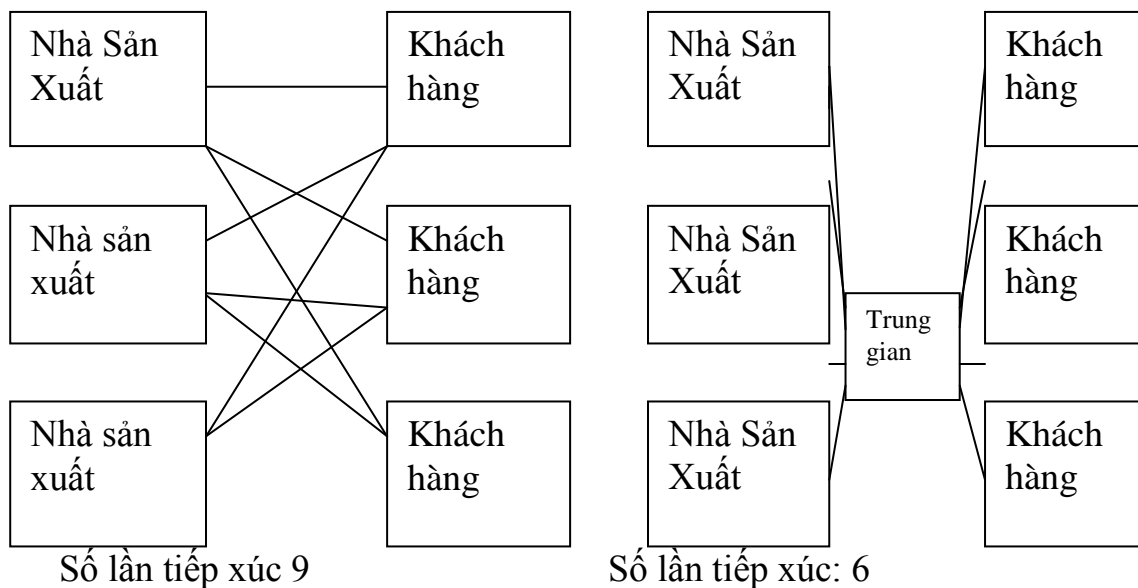 Nhà Sản
Xuất
Khách
hàng
Nhà Sản
Xuất
Khách
hàng
Nhà sản
xuất
Khách
hàng
Nhà Sản
Xuất
Khách
hàng
Trung
gian
Nhà sản
xuất
Khách
hàng
Nhà Sản
Xuất
Khách
hàng
Số lần tiếp xúc 9
Số lần tiếp xúc: 6